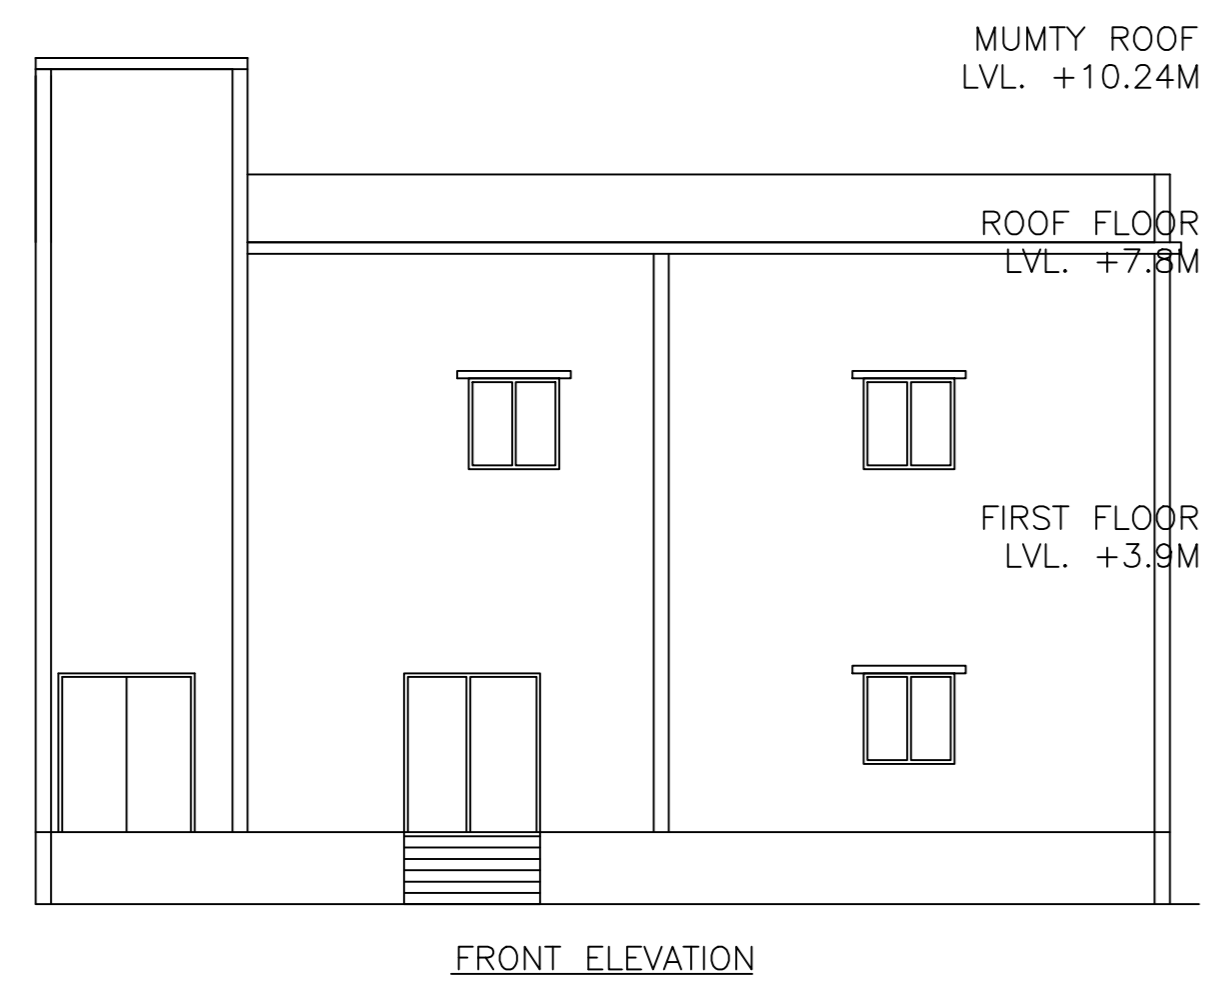 MUMTY ROOF
LVL. +10.24M
ROOF FLOOR
LVL. +7.8M
FIRST FLOOR
LVL. +3.9M
FRONT ELEVATION